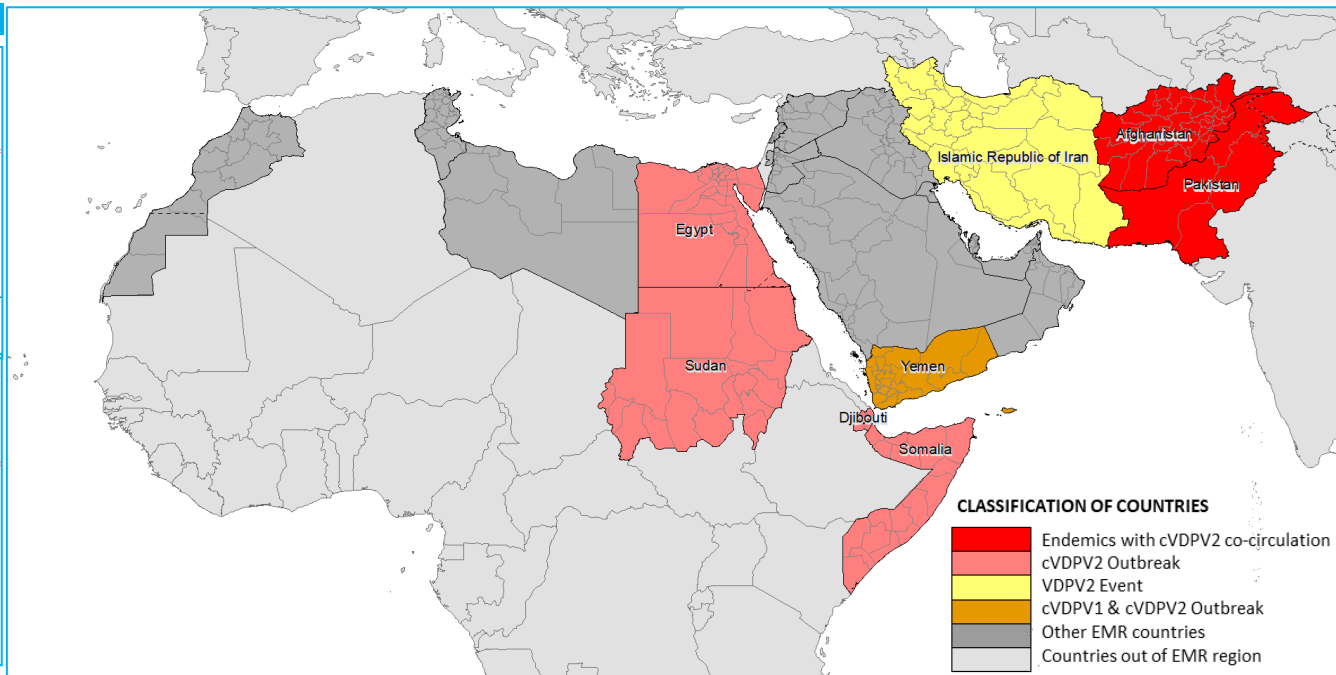 Islamic Republic of Iran
Afghanistan
Pakistan
Egypt
Sudan
Yemen
Djibouti
Somalia
CLASSIFICATION OF COUNTRIES
Endemics with cVDPV2 co-circulation
cVDPV2 Outbreak
VDPV2 Event
cVDPV1 & cVDPV2 Outbreak
Other EMR countries
Countries out of EMR region